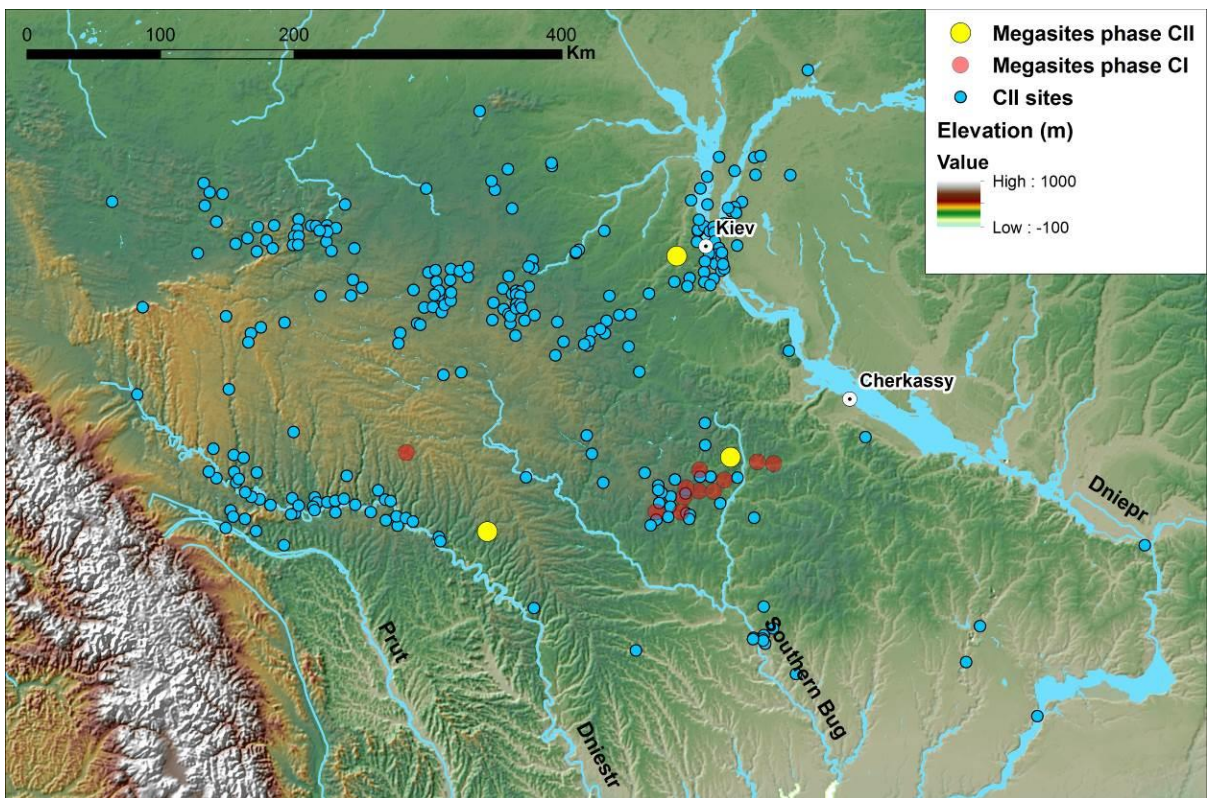 0 100 200 400
Km
Megasites phase CII
Megasites phase CI
CII sites
Elevation (m)
Value
High : 1000
Low : -100
Kiev
Cherkassy
Dniepr
Prut
Dniestr
Southern Bug